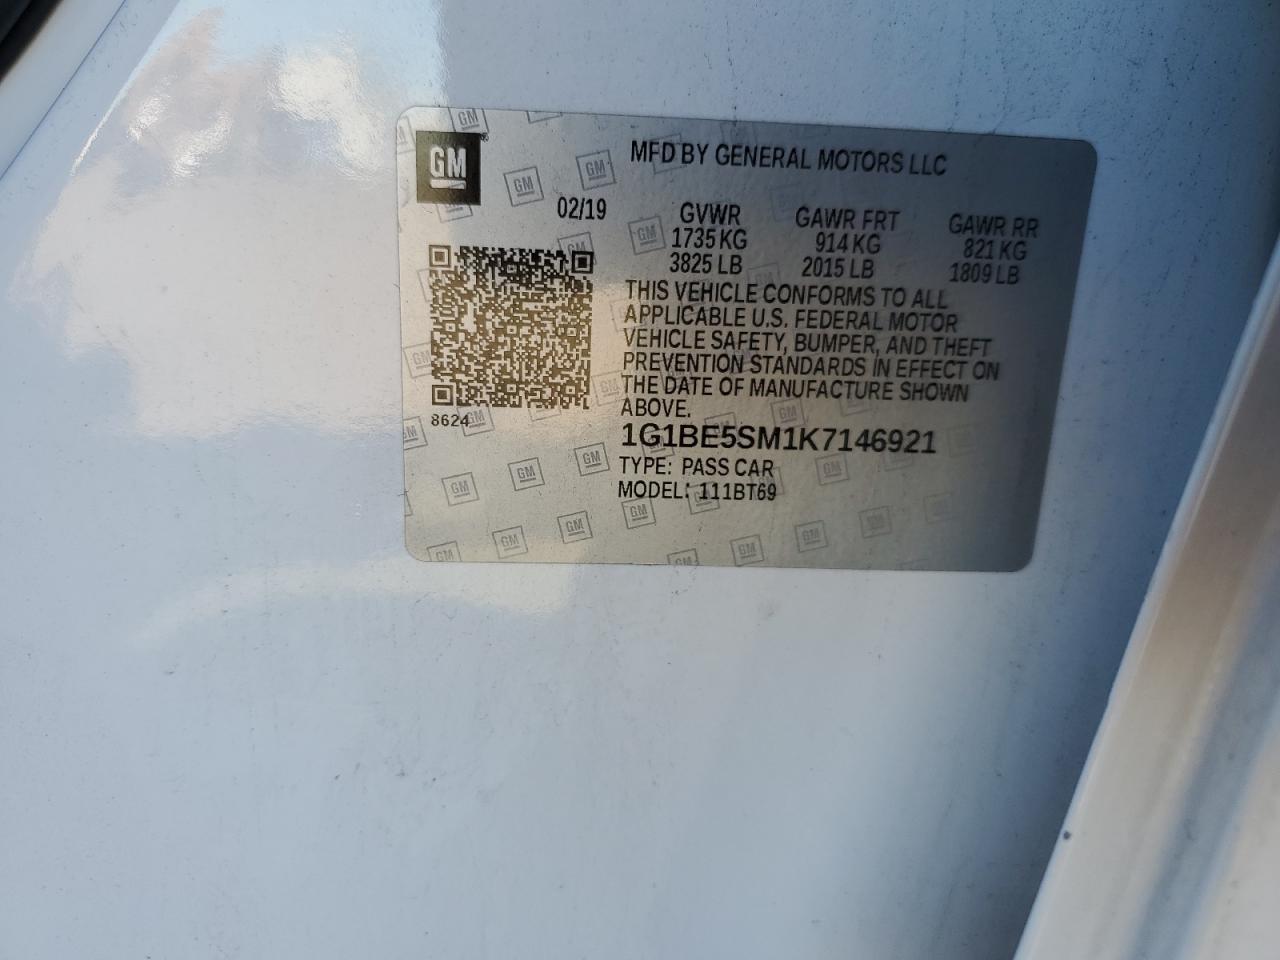 GM
MFD BY GENERAL MOTORS LLC
02/19
GVWR GAWR FRT GAWR RR
1735 KG 914 KG 821 KG
3825 LB 2015 LB 1809 LB
THIS VEHICLE CONFORMS TO ALL
APPLICABLE U.S. FEDERAL MOTOR
VEHICLE SAFETY, BUMPER, AND THEFT
PREVENTION STANDARDS IN EFFECT ON
THE DATE OF MANUFACTURE SHOWN
ABOVE.
8624
1G1BE5SM1K7146921
TYPE: PASS CAR
MODEL: 111BT69